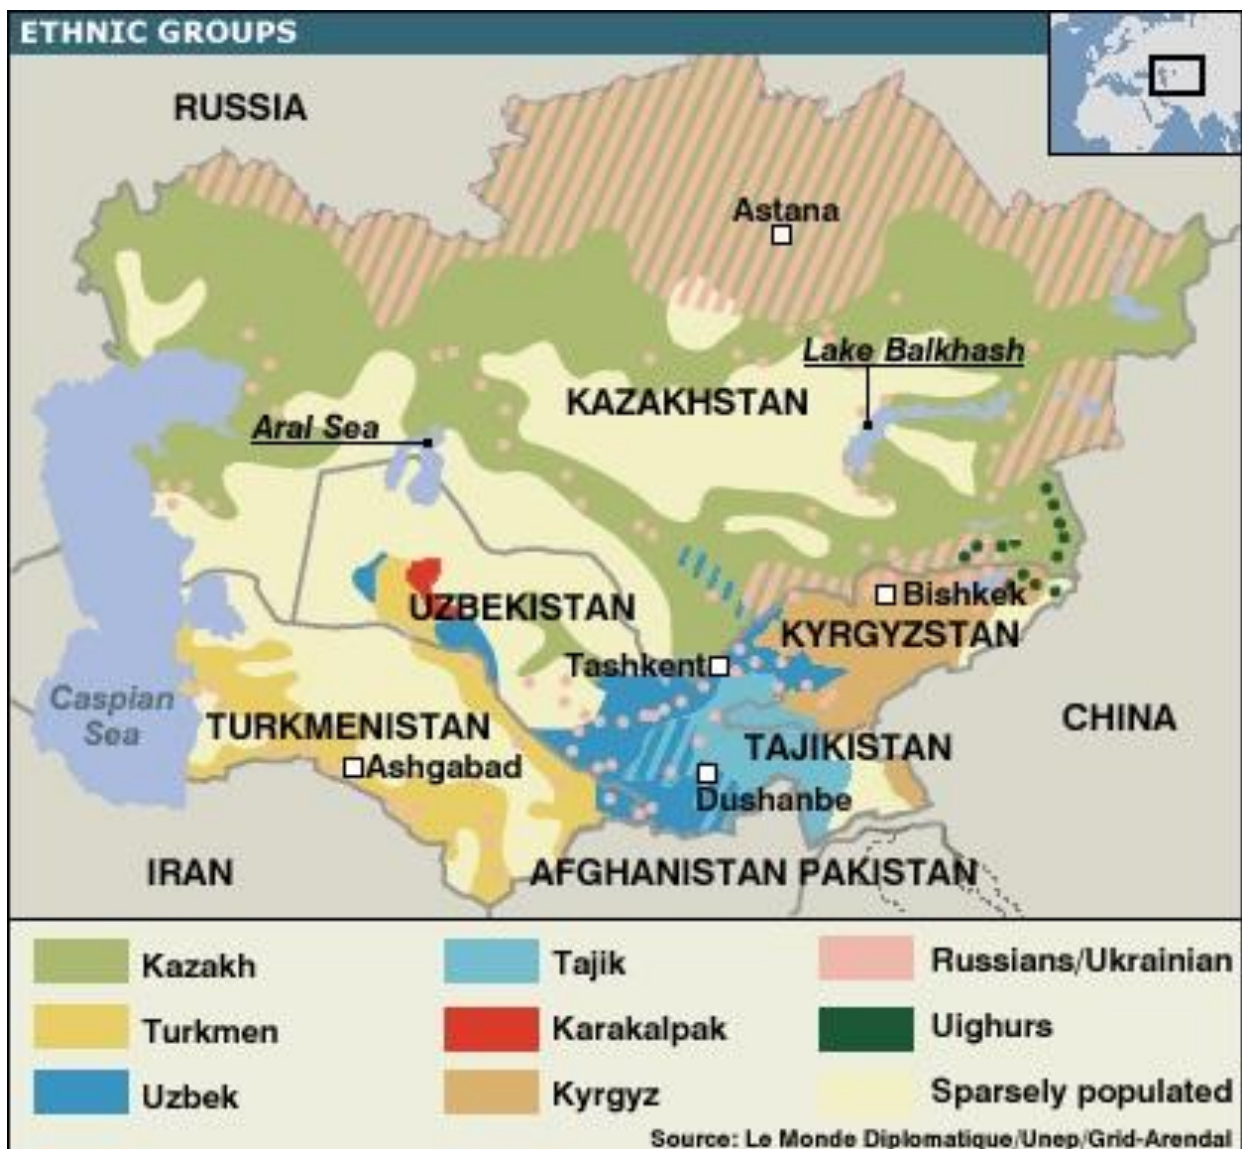 ETHNIC GROUPS
RUSSIA
Astana
Lake Balkhash
KAZAKHSTAN
Aral Sea
UZBEKISTAN
Bishkek
KYRGYZSTAN
Tashkent
Caspian
Sea
TURKMENISTAN
CHINA
TAJIKISTAN
Ashgabad
Dushanbe
IRAN
AFGHANISTAN PAKISTAN
Kazakh
Tajik
Russians/Ukrainian
Turkmen
Karakalpak
Uighurs
Uzbek
Kyrgyz
Sparsely populated
Source: Le Monde Diplomatique/Unep/Grid-Arendal